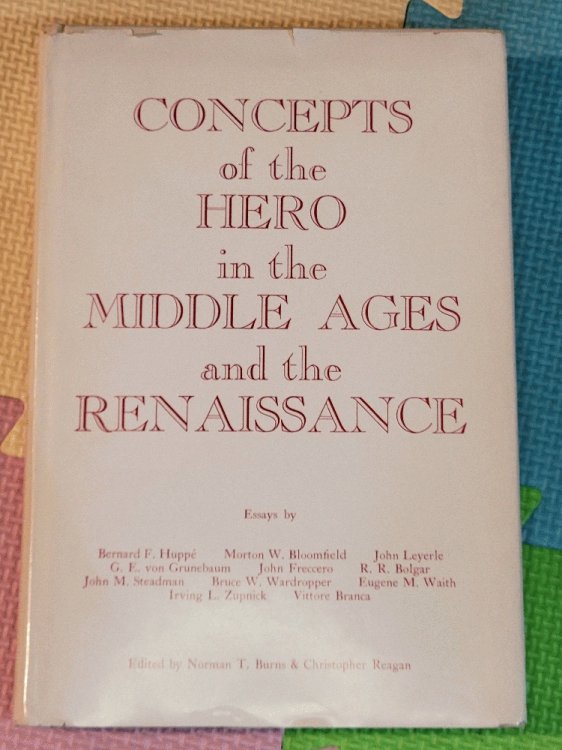 CONCEPTS
of the
HERO
in the
MIDDLE AGES
and the
RENAISSANCE
Essays by
Bernard F. Huppé Morton W. Bloomfield John Leyerle
G. E. von Grunebaum John Freccero R. R. Bolgar
John M. Steadman Bruce W. Wardropper Eugene M. Waith
Irving L. Zupnick Vittore Branca
Edited by Norman T. Burns & Christopher Reagan